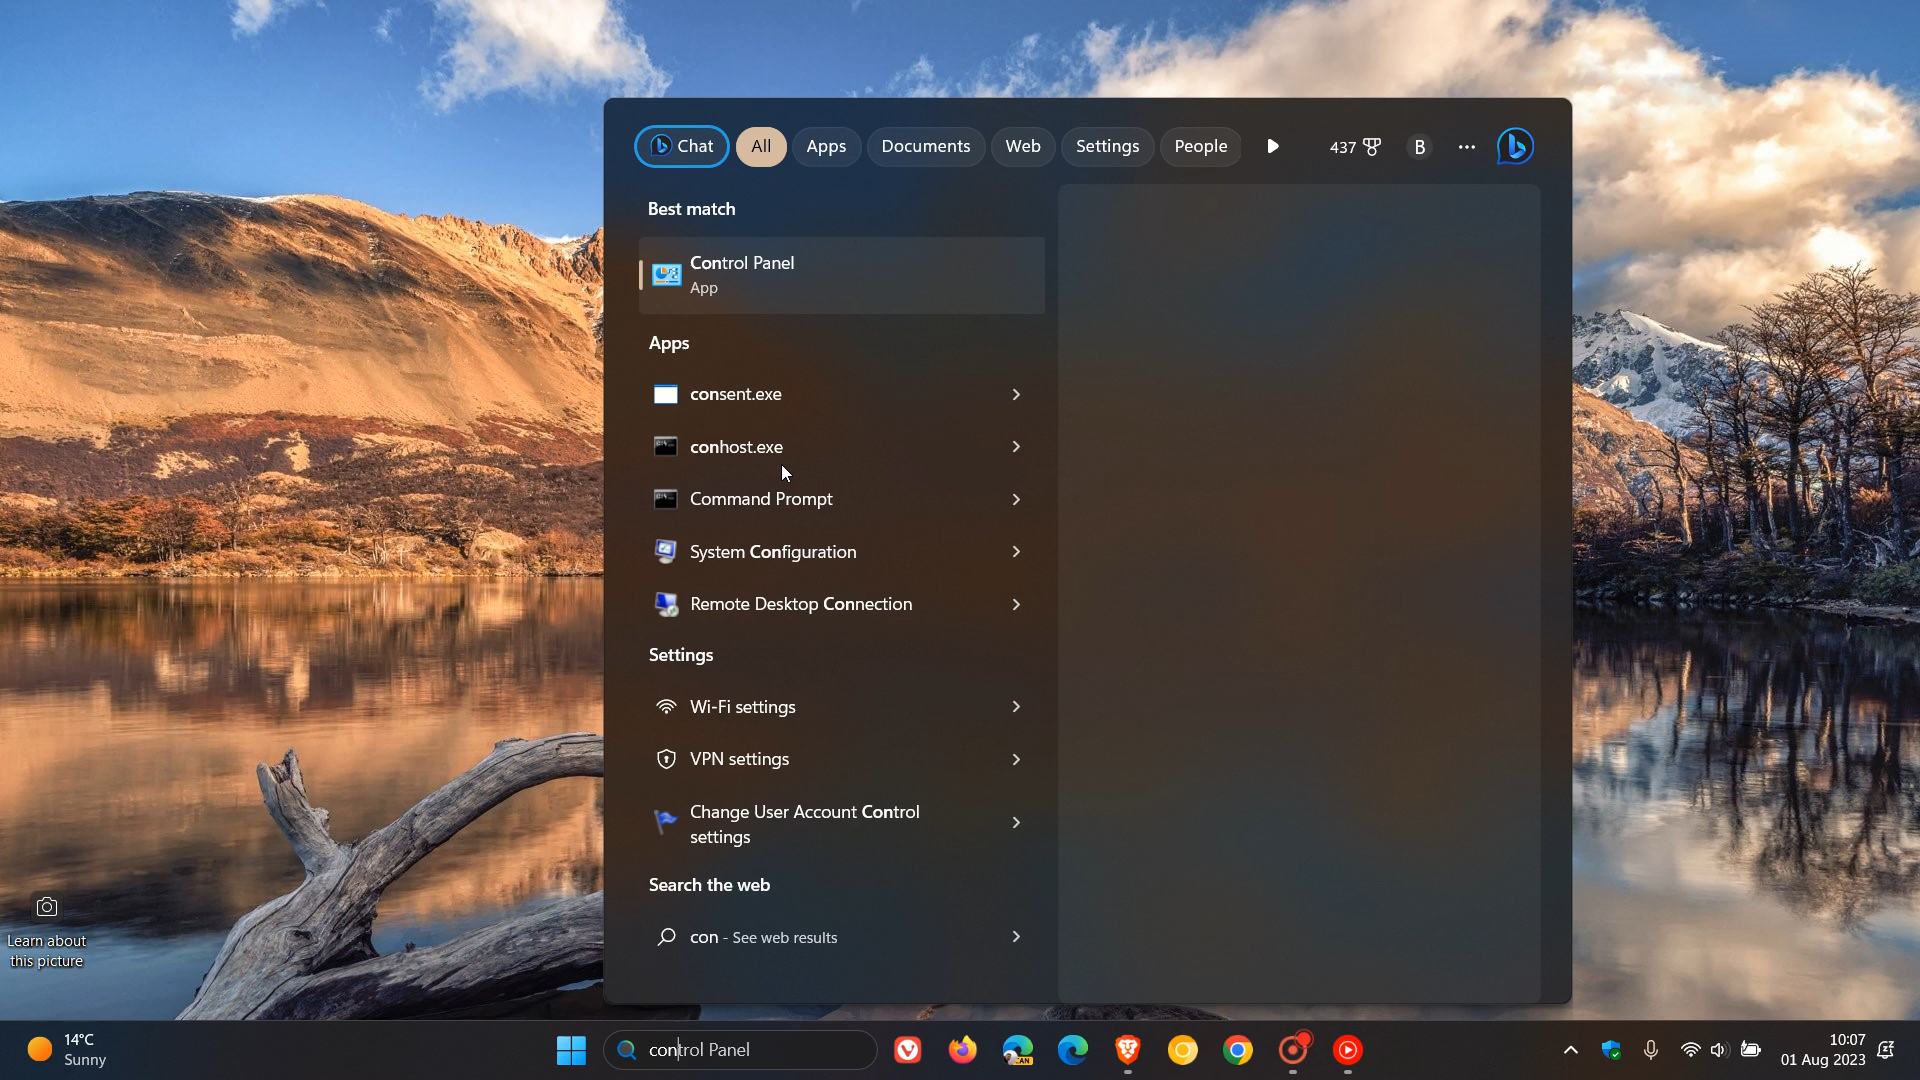 Chat
All
Apps
Documents
Web
Settings
People
437
B
Best match
Control Panel
App
Apps
consent.exe
conhost.exe
Command Prompt
System Configuration
Remote Desktop Connection
Settings
Wi-Fi settings
VPN settings
Change User Account Control
settings
Search the web
con - See web results
Learn about
this picture
14°C
Sunny
control Panel
CAN
10:07
01 Aug 2023